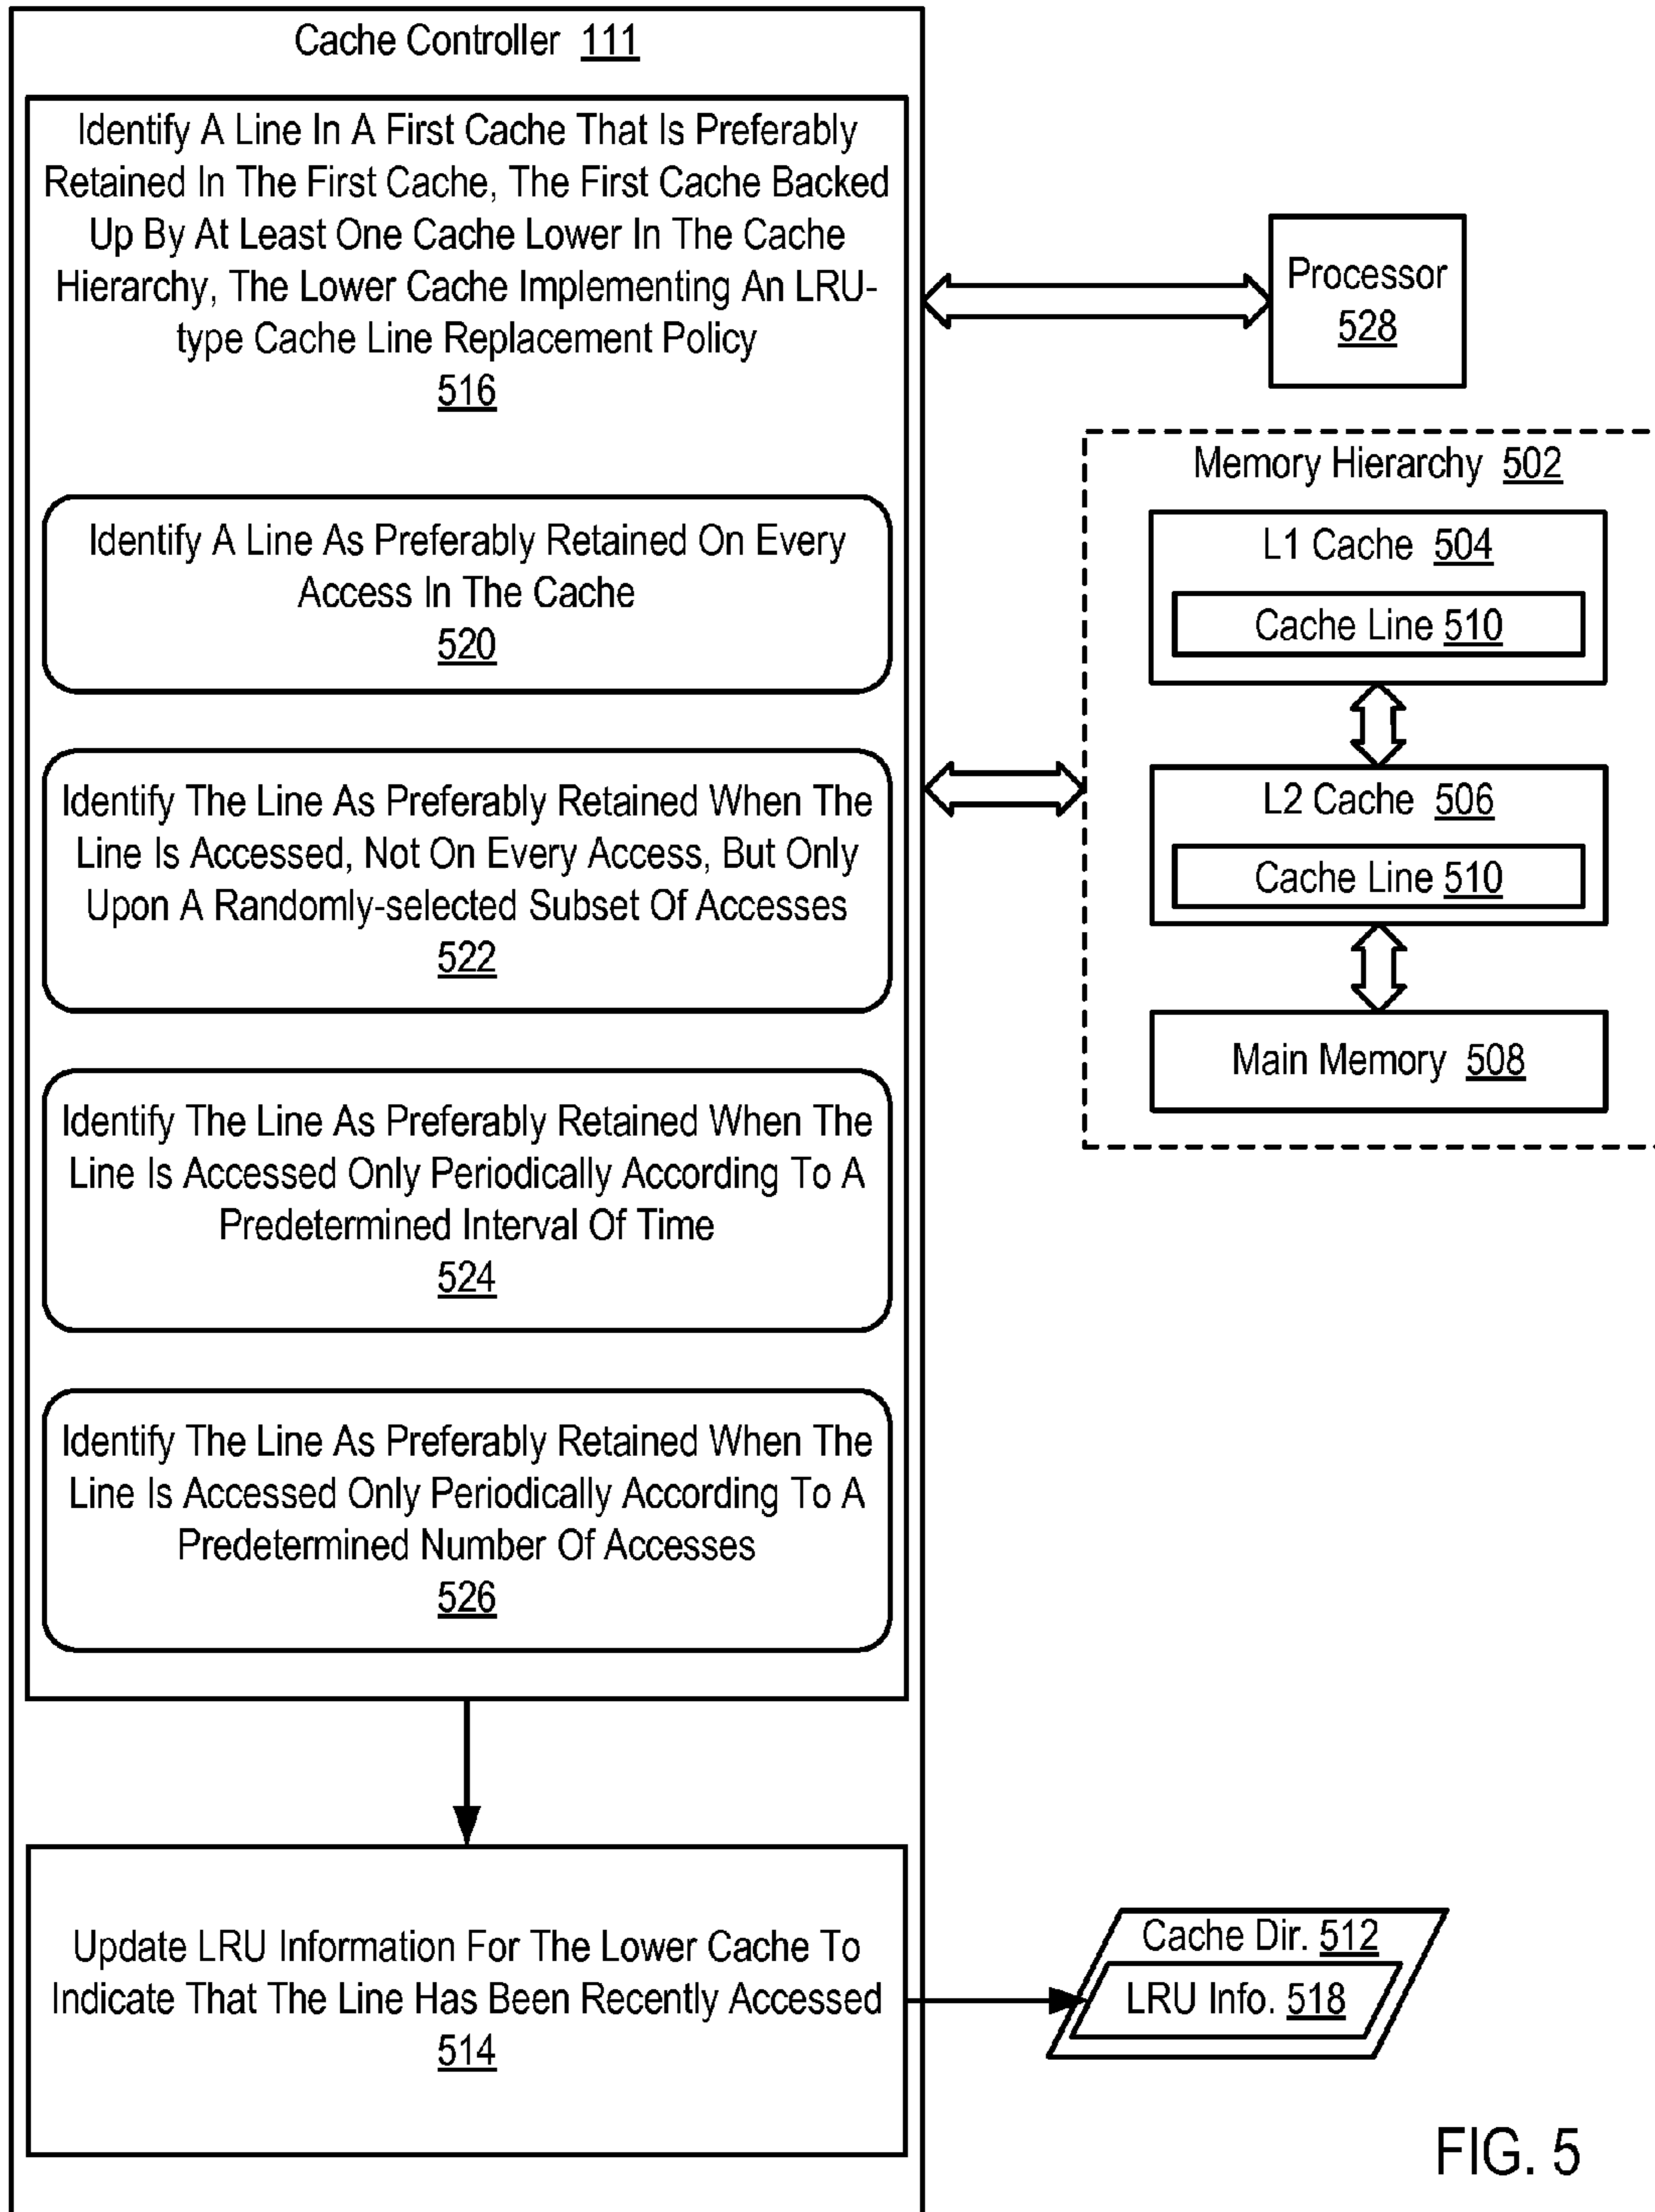 Cache Controller 111
Identify A Line In A First Cache That Is Preferably
Retained In The First Cache, The First Cache Backed
Up By At Least One Cache Lower In The Cache
Hierarchy, The Lower Cache Implementing An LRU-
type Cache Line Replacement Policy
516
Identify A Line As Preferably Retained On Every
Access In The Cache
520
Identify The Line As Preferably Retained When The
Line Is Accessed, Not On Every Access, But Only
Upon A Randomly-selected Subset Of Accesses
522
Identify The Line As Preferably Retained When The
Line Is Accessed Only Periodically According To A
Predetermined Interval Of Time
524
Identify The Line As Preferably Retained When The
Line Is Accessed Only Periodically According To A
Predetermined Number Of Accesses
526
Update LRU Information For The Lower Cache To
Indicate That The Line Has Been Recently Accessed
514
Processor
528
Memory Hierarchy 502
L1 Cache 504
Cache Line 510
L2 Cache 506
Cache Line 510
Main Memory 508
Cache Dir. 512
LRU Info. 518
FIG. 5